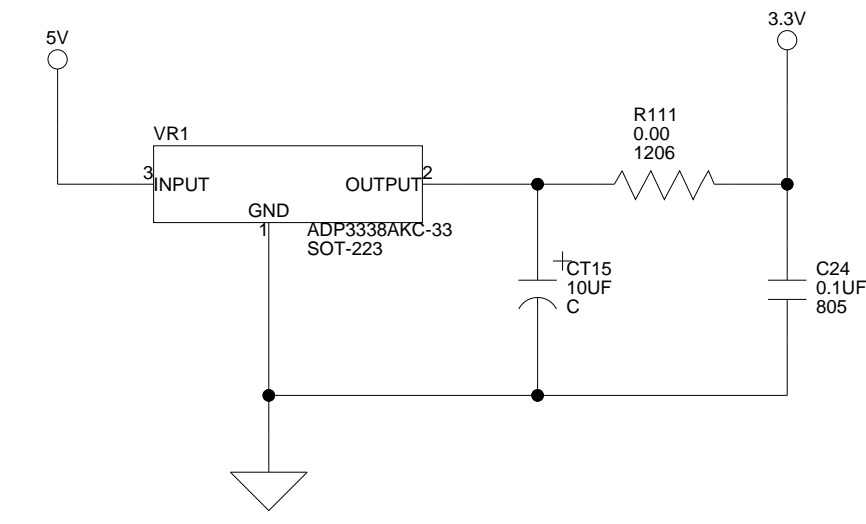 5V
3.3V
R111
0.00
1206
VR1
3
INPUT
OUTPUT
2
GND
1
ADP3338AKC-33
SOT-223
+
CT15
10UF
C
C24
0.1UF
805